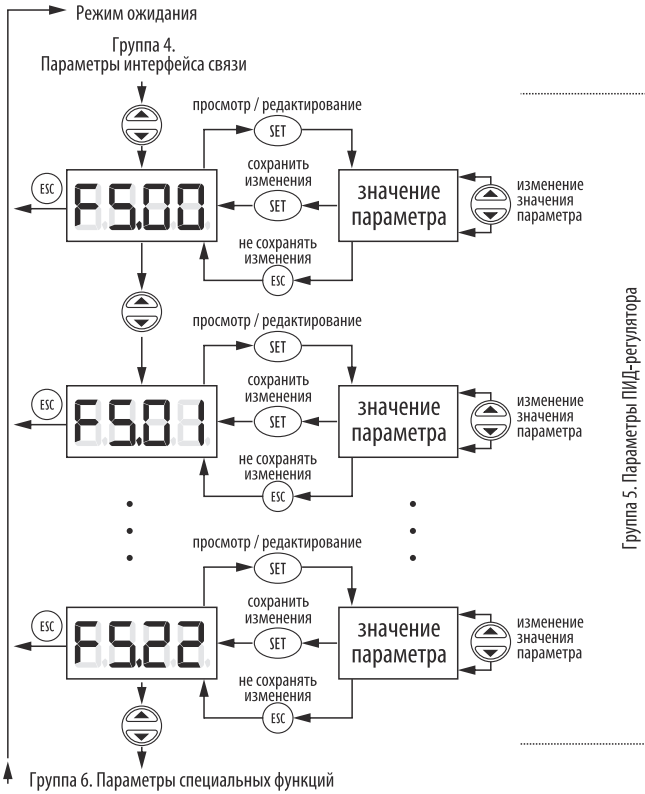 Режим ожидания
Группа 4.
Параметры интерфейса связи
просмотр / редактирование
SET
сохранить
изменения
ESC
F5.00
SET
значение
параметра
изменение
значения
параметра
не сохранять
изменения
ESC
просмотр / редактирование
SET
сохранить
изменения
ESC
F5.01
SET
значение
параметра
изменение
значения
параметра
не сохранять
изменения
ESC
просмотр / редактирование
SET
сохранить
изменения
ESC
F5.22
SET
значение
параметра
изменение
значения
параметра
не сохранять
изменения
ESC
Группа 5. Параметры ПИД-регулятора
Группа 6. Параметры специальных функций